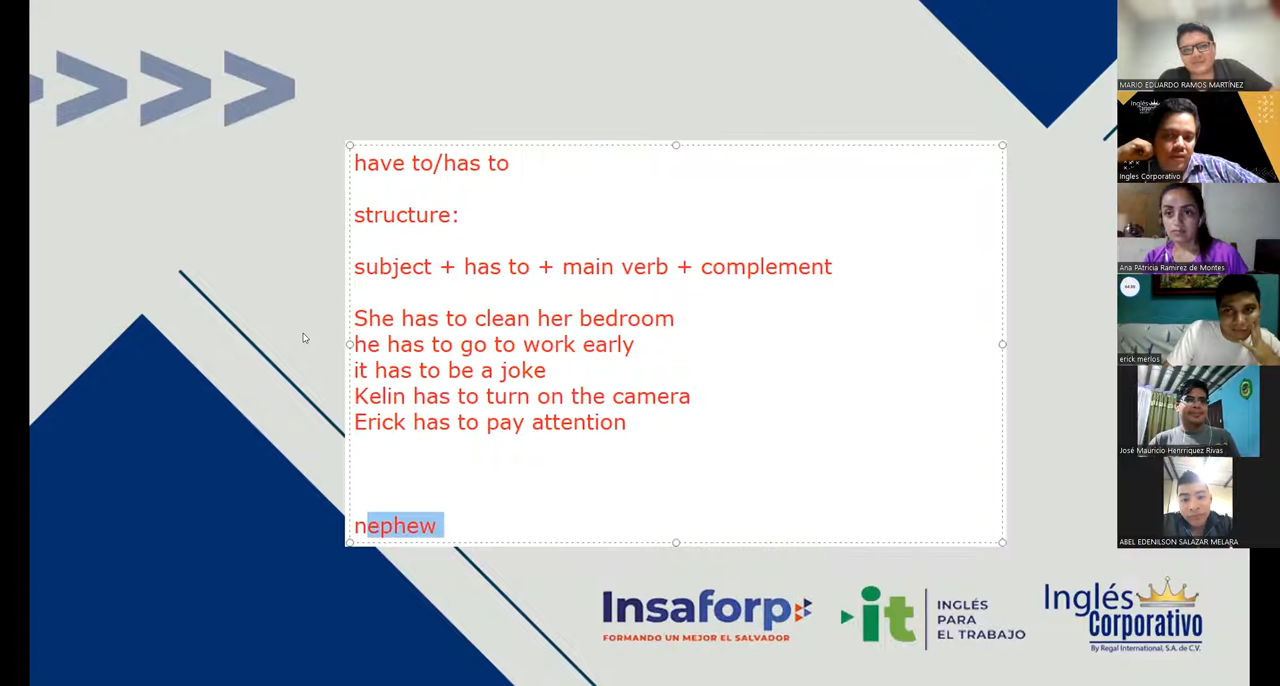 have to/has to
structure:
subject + has to + main verb + complement
She has to clean her bedroom
he has to go to work early
it has to be a joke
Kelin has to turn on the camera
Erick has to pay attention
nephew
Insaforp
FORMANDO UN MEJOR EL SALVADOR
it
INGLÉS
PARA
EL TRABAJO
Inglés
Corporativo
By Regal International, S.A. de C.V.
MARIO EDUARDO RAMOS MARTÍNEZ
Inglés
Ingles Corporativo
Ana PAtricia Ramirez de Montes
erick merlos
José Mauricio Henrriquez Rivas
ABEL EDENILSON SALAZAR MELARA